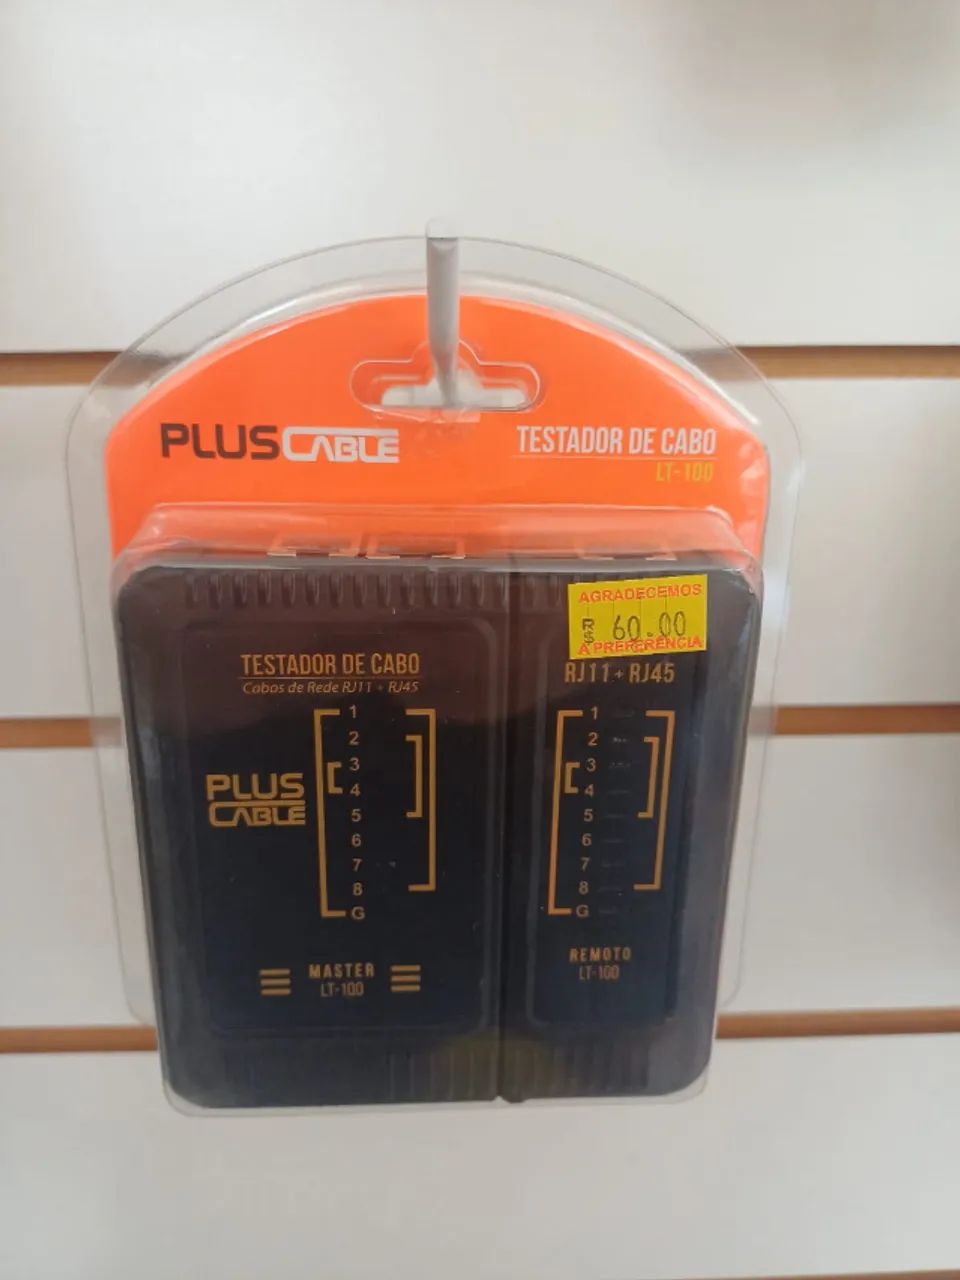 PLUS CABLE
TESTADOR DE CABO
LT-100
AGRADECEMOS
R$ 60.00
A PREFERÊNCIA
TESTADOR DE CABO
Cabos de Rede RJ11 + RJ45
PLUS
CABLE
1
2
3
4
5
6
7
8
G
MASTER
LT-100
RJ11 + RJ45
1
2
3
4
5
6
7
8
G
REMOTO
LT-100